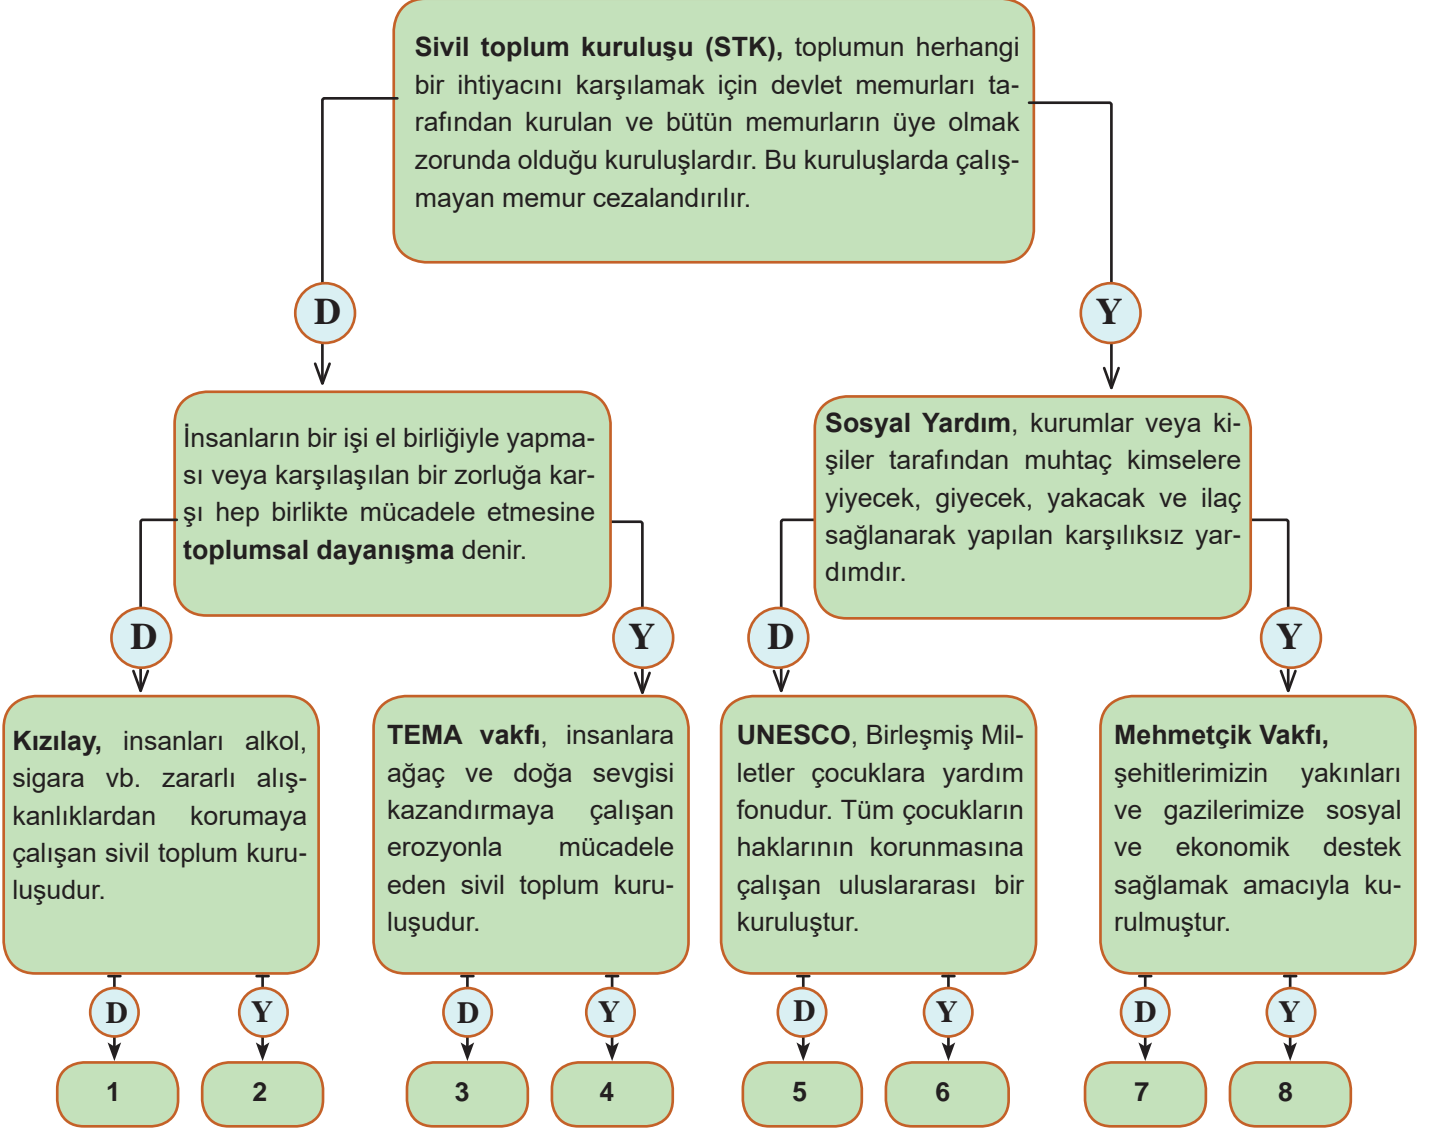 Sivil toplum kuruluşu (STK), toplumun herhangi
bir ihtiyacını karşılamak için devlet memurları ta-
rafından kurulan ve bütün memurların üye olmak
zorunda olduğu kuruluşlardır. Bu kuruluşlarda çalış-
mayan memur cezalandırılır.
D
Y
İnsanların bir işi el birliğiyle yapma-
sı veya karşılaşılan bir zorluğa kar-
şı hep birlikte mücadele etmesine
toplumsal dayanışma denir.
Sosyal Yardım, kurumlar veya ki-
şiler tarafından muhtaç kimselere
yiyecek, giyecek, yakacak ve ilaç
sağlanarak yapılan karşılıksız yar-
dımdır.
D
Y
D
Y
Kızılay, insanları alkol,
sigara vb. zararlı alış-
kanlıklardan korumaya
çalışan sivil toplum kuru-
luşudur.
TEMA vakfı, insanlara
ağaç ve doğa sevgisi
kazandırmaya çalışan
erozyonla mücadele
eden sivil toplum kuru-
luşudur.
UNESCO, Birleşmiş Mil-
letler çocuklara yardım
fonudur. Tüm çocukların
haklarının korunmasına
çalışan uluslararası bir
kuruluştur.
Mehmetçik Vakfı,
şehitlerimizin yakınları
ve gazilerimize sosyal
ve ekonomik destek
sağlamak amacıyla ku-
rulmuştur.
D
Y
D
Y
D
Y
D
Y
1
2
3
4
5
6
7
8